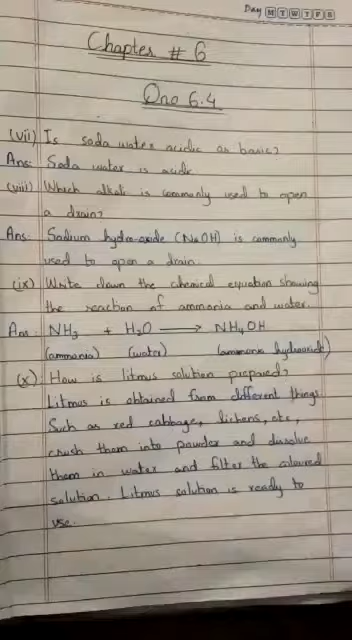 Day M T W T F S
Chapter # 6
Qno 6.4
(vii) Is soda water acidic or basic?
Ans: Soda water is acidic
(viii) Which alkali is commonly used to open
a drain?
Ans: Sodium hydro-oxide (NaOH) is commonly
used to open a drain.
(ix) Write down the chemical equation showing
the reaction of ammonia and water.
Ans: NH3 + H2O → NH4OH
(ammonia) (water) (ammonia hydroxide)
(x) How is litmus solution prepared?
Litmus is obtained from different things
Such as red cabbage, lichens, etc,
crush them into powder and dissolve
them in water and filter the coloured
solution. Litmus solution is ready to
use.